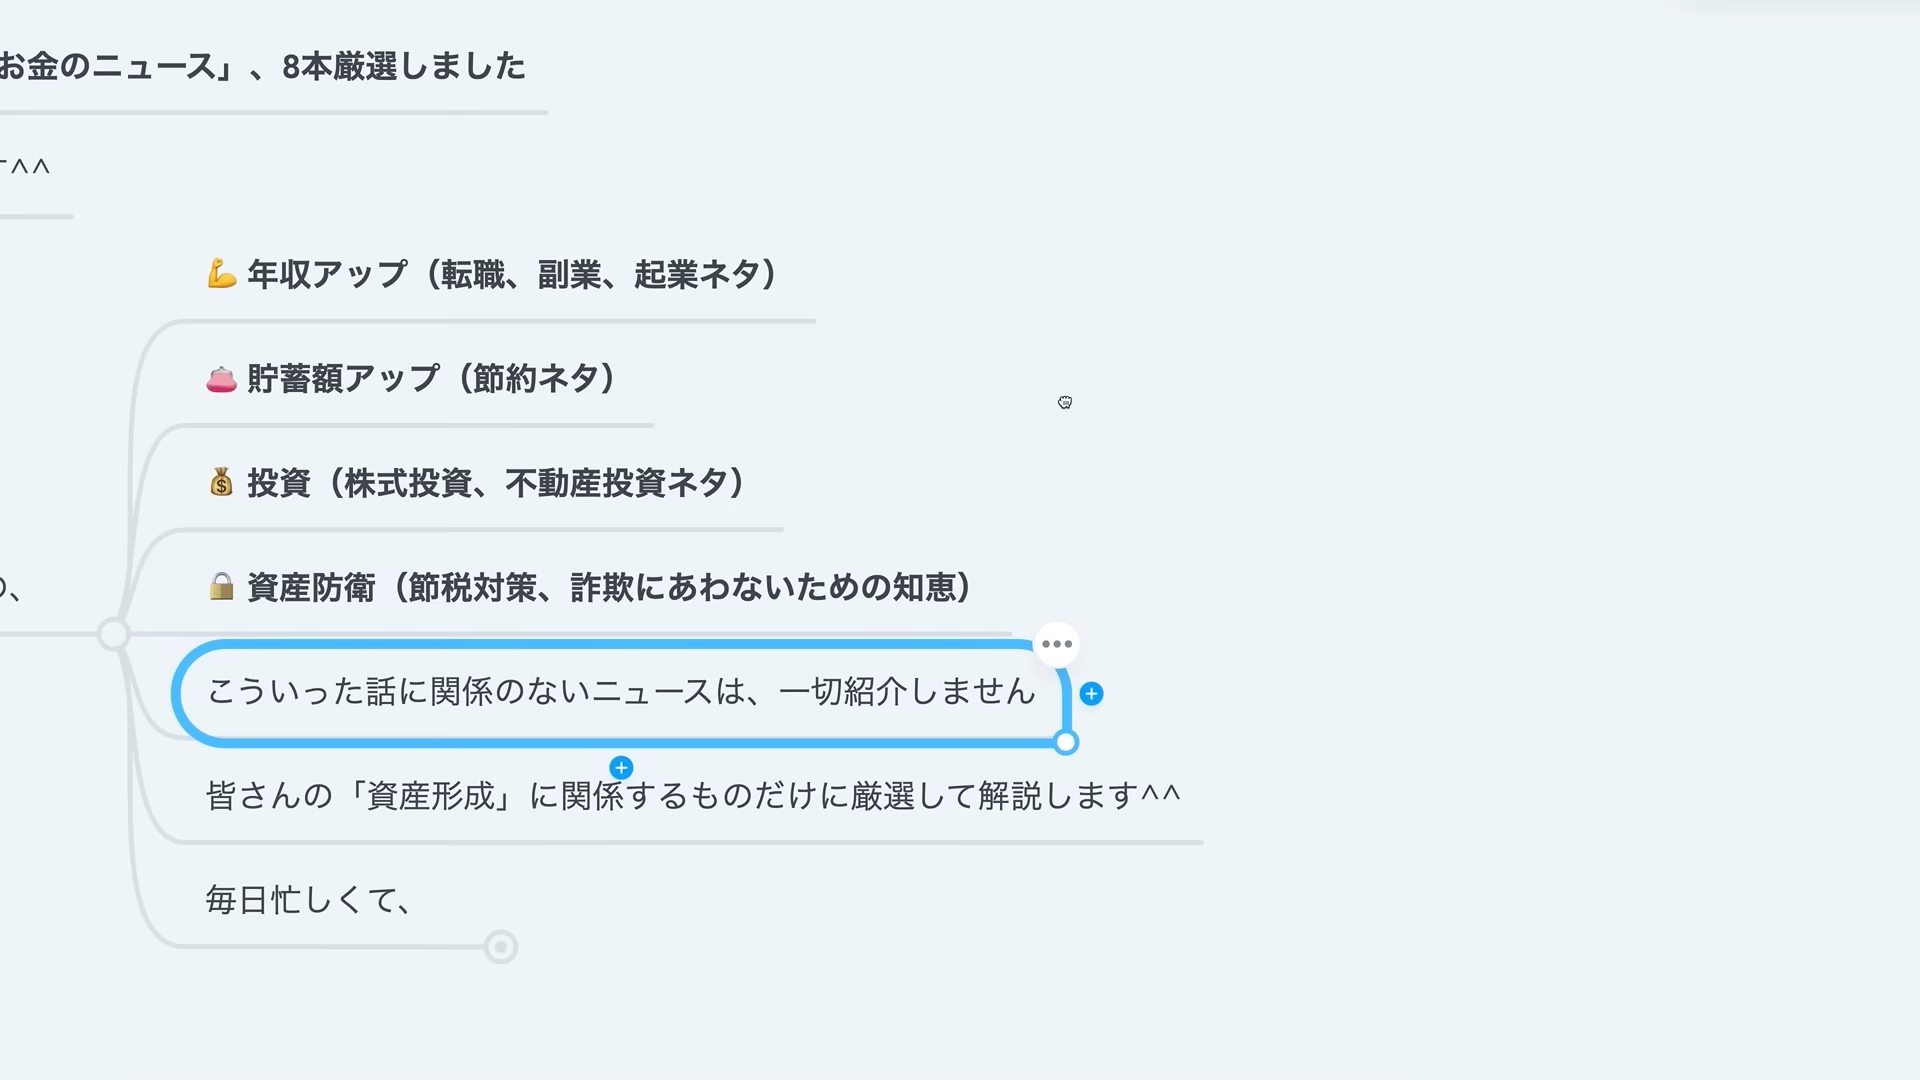 お金のニュース」、8本厳選しました
^^
💪 年収アップ（転職、副業、起業ネタ）
👛 貯蓄額アップ（節約ネタ）
💰 投資（株式投資、不動産投資ネタ）
🔒 資産防衛（節税対策、詐欺にあわないための知恵）
の、
こういった話に関係のないニュースは、一切紹介しません
皆さんの「資産形成」に関係するものだけに厳選して解説します^^
毎日忙しくて、